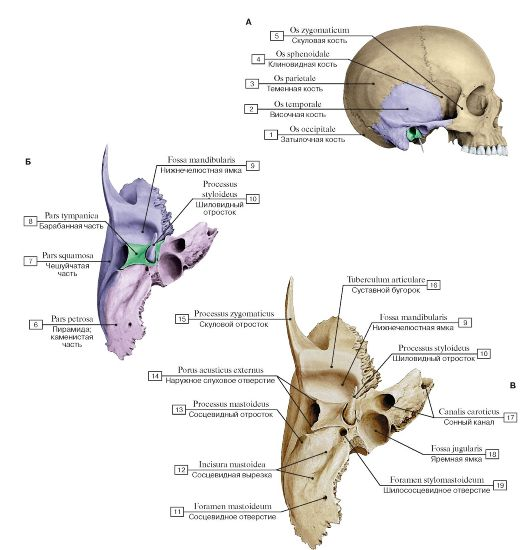 А
5 Os zygomaticum
Скуловая кость
4 Os sphenoidale
Клиновидная кость
3 Os parietale
Теменная кость
2 Os temporale
Височная кость
1 Os occipitale
Затылочная кость
Б
Fossa mandibularis 9
Нижнечелюстная ямка
Processus
styloideus 10
Шиловидный
отросток
8 Pars tympanica
Барабанная часть
7 Pars squamosa
Чешуйчатая
часть
6 Pars petrosa
Пирамида;
каменистая
часть
В
Tuberculum articulare 16
Суставной бугорок
15 Processus zygomaticus
Скуловой отросток
Fossa mandibularis 9
Нижнечелюстная ямка
Processus styloideus 10
Шиловидный отросток
14 Porus acusticus externus
Наружное слуховое отверстие
13 Processus mastoideus
Сосцевидный отросток
Canalis caroticus 17
Сонный канал
Fossa jugularis 18
Яремная ямка
12 Incisura mastoidea
Сосцевидная вырезка
Foramen stylomastoideum 19
Шилососцевидное отверстие
11 Foramen mastoideum
Сосцевидное отверстие